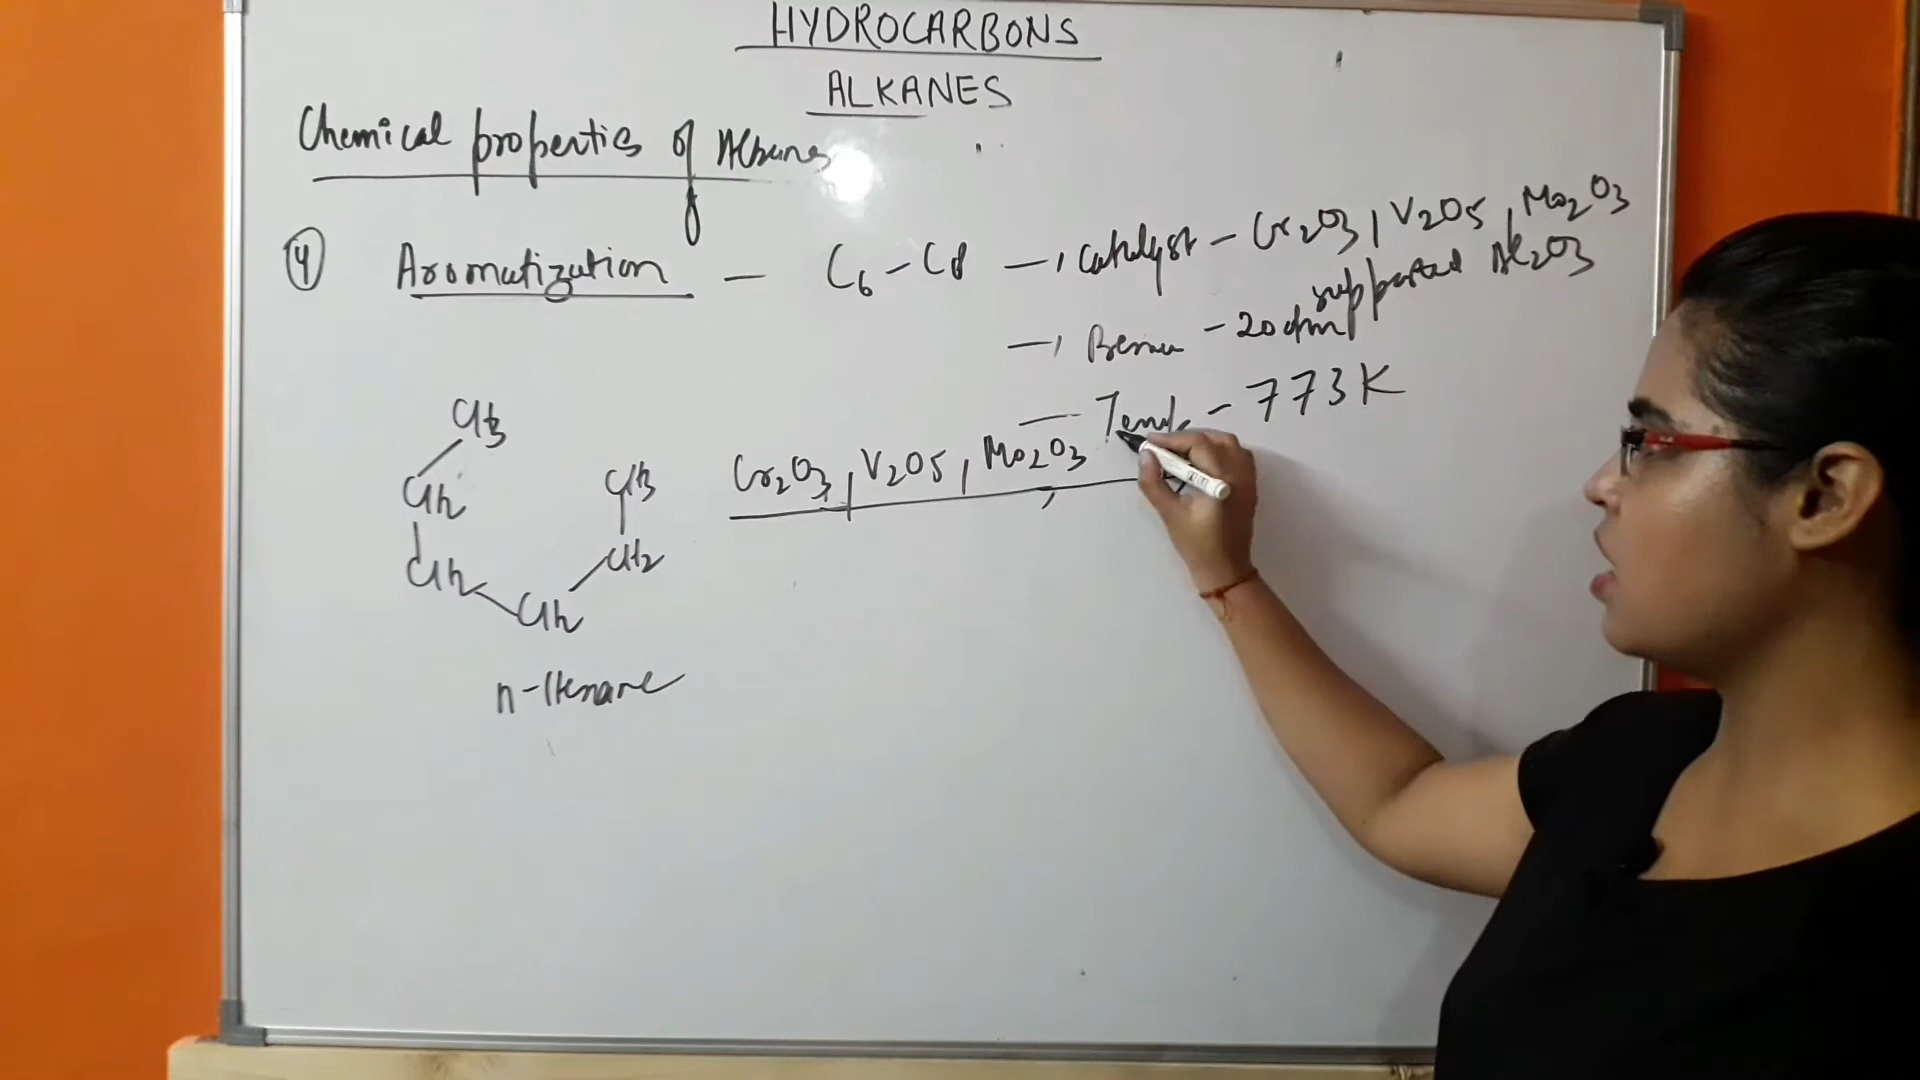 HYDROCARBONS
ALKANES
Chemical properties of Alkanes
④ Aromatization — C6-C8 — Catalyst - Cr2O3, V2O5, Mo2O3
supported Al2O3
— Pressure - 20 atm
— Temp - 773K
CH3
CH2
CH2
CH2
CH2
CH3
Cr2O3, V2O5, Mo2O3
n-Hexane